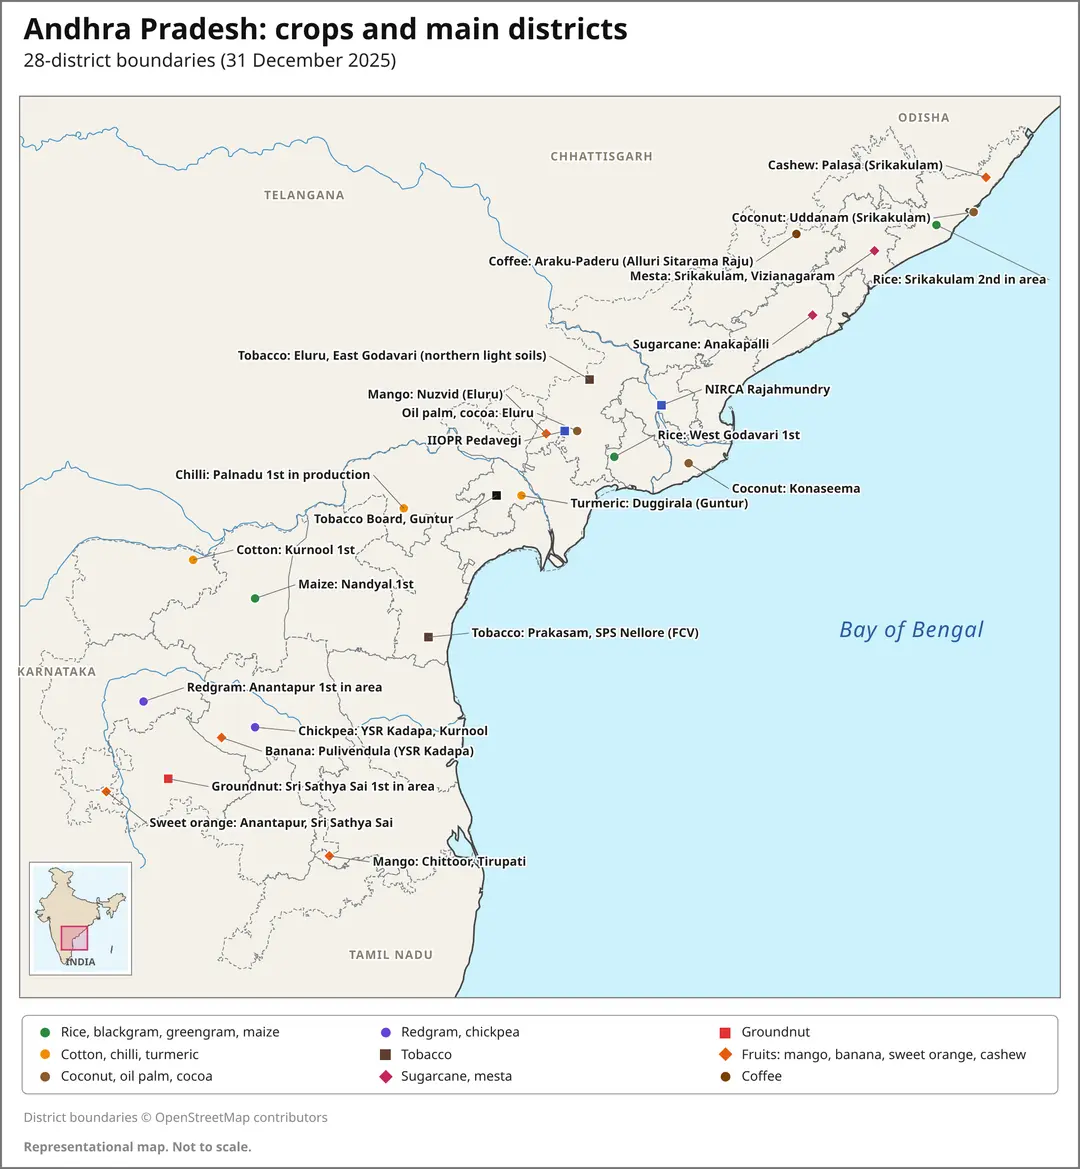 Andhra Pradesh: crops and main districts
28-district boundaries (31 December 2025)
ODISHA
CHHATTISGARH
TELANGANA
Cashew: Palasa (Srikakulam)
Coconut: Uddanam (Srikakulam)
Coffee: Araku-Paderu (Alluri Sitarama Raju)
Mesta: Srikakulam, Vizianagaram
Rice: Srikakulam 2nd in area
Sugarcane: Anakapalli
Tobacco: Eluru, East Godavari (northern light soils)
NIRCA Rajahmundry
Mango: Nuzvid (Eluru)
Oil palm, cocoa: Eluru
IIOPR Pedavegi
Rice: West Godavari 1st
Chilli: Palnadu 1st in production
Coconut: Konaseema
Turmeric: Duggirala (Guntur)
Tobacco Board, Guntur
Cotton: Kurnool 1st
Maize: Nandyal 1st
Tobacco: Prakasam, SPS Nellore (FCV)
Bay of Bengal
KARNATAKA
Redgram: Anantapur 1st in area
Chickpea: YSR Kadapa, Kurnool
Banana: Pulivendula (YSR Kadapa)
Groundnut: Sri Sathya Sai 1st in area
Sweet orange: Anantapur, Sri Sathya Sai
Mango: Chittoor, Tirupati
TAMIL NADU
INDIA
Rice, blackgram, greengram, maize
Redgram, chickpea
Groundnut
Cotton, chilli, turmeric
Tobacco
Fruits: mango, banana, sweet orange, cashew
Coconut, oil palm, cocoa
Sugarcane, mesta
Coffee
District boundaries © OpenStreetMap contributors
Representational map. Not to scale.